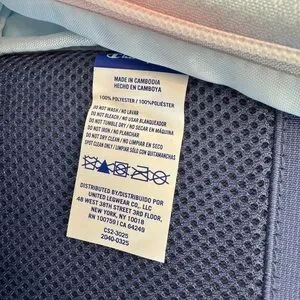 MADE IN CAMBODIA
HECHO EN CAMBOYA
100% POLYESTER / 100% POLIÉSTER
DO NOT WASH / NO LAVAR
DO NOT BLEACH / NO USAR BLANQUEADOR
DO NOT TUMBLE DRY / NO SECAR EN MÁQUINA
DO NOT IRON / NO PLANCHAR
DO NOT DRY CLEAN / NO LIMPIAR EN SECO
SPOT CLEAN ONLY / LIMPIAR SÓLO CON QUITAMANCHAS
DISTRIBUTED BY/DISTRIBUIDO POR
UNITED LEGWEAR CO., LLC
48 WEST 38TH STREET 3RD FLOOR,
NEW YORK, NY 10018
RN 100759 | CA 64249
CS2-3025
2040-0325